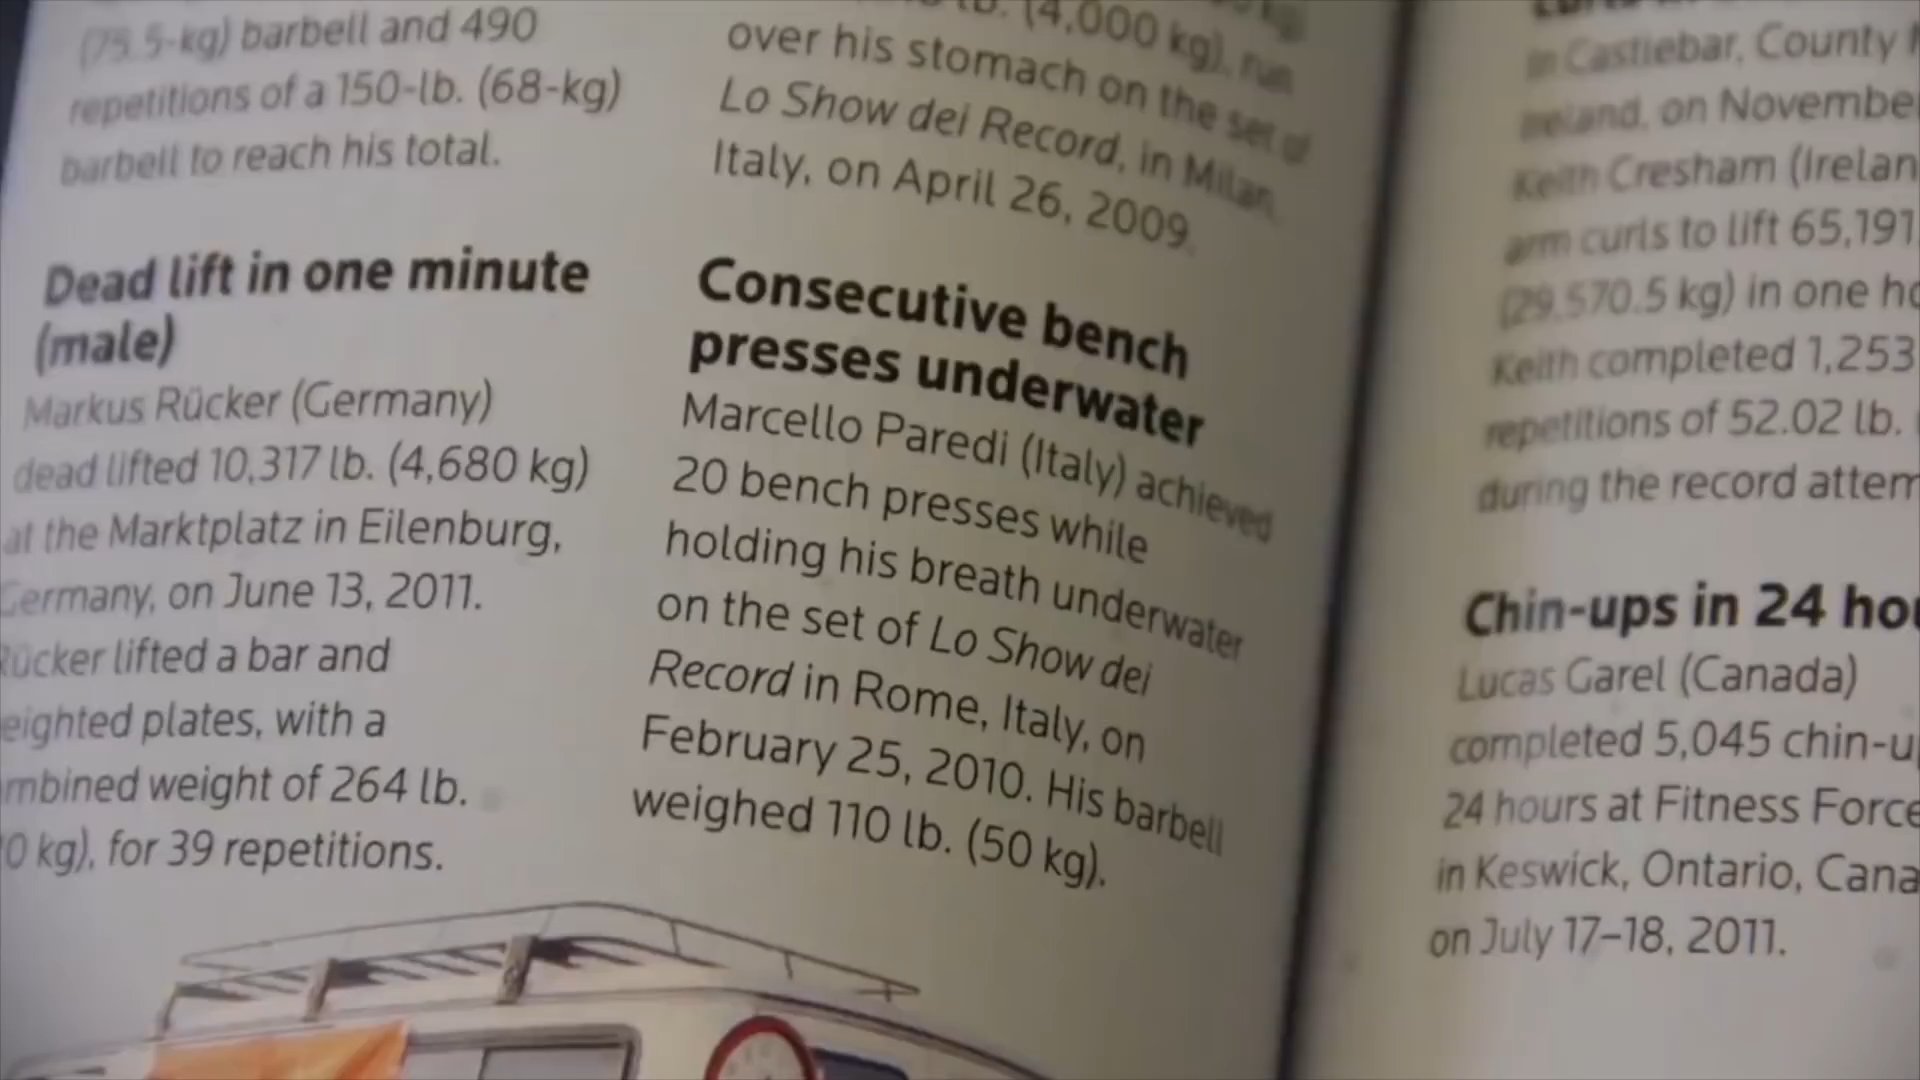 (75.5-kg) barbell and 490
repetitions of a 150-lb. (68-kg)
barbell to reach his total.
Dead lift in one minute
(male)
Markus Rücker (Germany)
dead lifted 10,317 lb. (4,680 kg)
at the Marktplatz in Eilenburg,
Germany, on June 13, 2011.
Rücker lifted a bar and
eighted plates, with a
mbined weight of 264 lb.
0 kg), for 39 repetitions.
lb. (4,000 kg), run
over his stomach on the set of
Lo Show dei Record, in Milan,
Italy, on April 26, 2009.
Consecutive bench
presses underwater
Marcello Paredi (Italy) achieved
20 bench presses while
holding his breath underwater
on the set of Lo Show dei
Record in Rome, Italy, on
February 25, 2010. His barbell
weighed 110 lb. (50 kg).
In Castlebar, County
Ireland, on November
Keith Cresham (Irelan
arm curls to lift 65,191
(29,570.5 kg) in one ho
Keith completed 1,253
repetitions of 52.02 lb.
during the record attem
Chin-ups in 24 hou
Lucas Garel (Canada)
completed 5,045 chin-u
24 hours at Fitness Force
in Keswick, Ontario, Cana
on July 17–18, 2011.